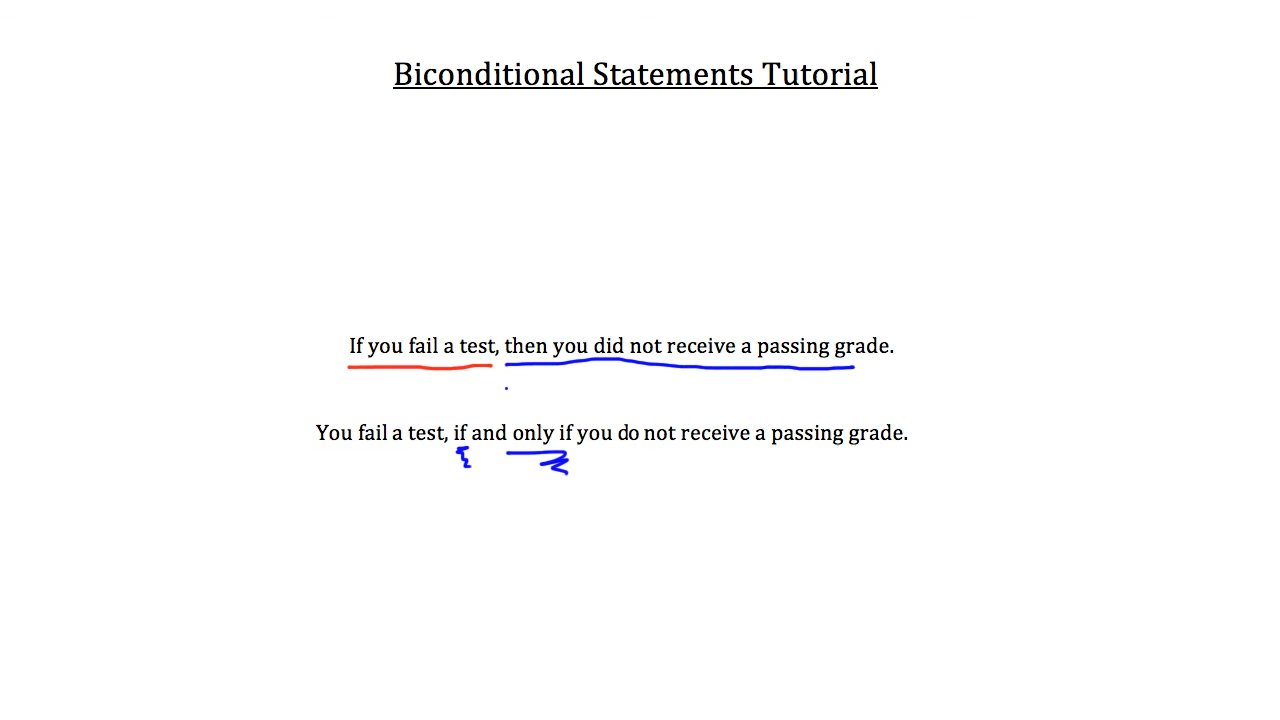 Biconditional Statements Tutorial
If you fail a test, then you did not receive a passing grade.
You fail a test, if and only if you do not receive a passing grade.